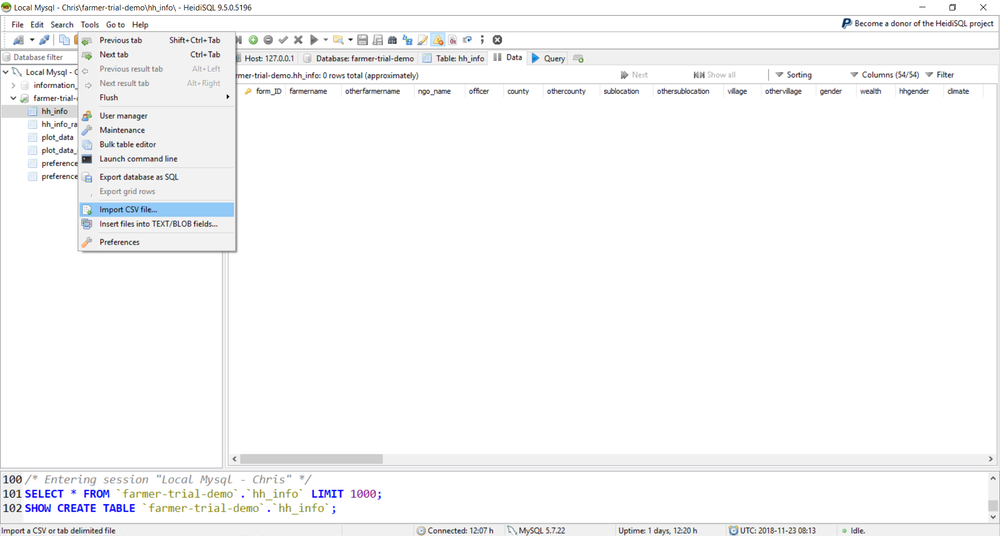 Local Mysql - Chris\farmer-trial-demo\hh_info\ - HeidiSQL 9.5.0.5196
File Edit Search Tools Go to Help
Become a donor of the HeidiSQL project
Database filter
Local Mysql - C
information_
farmer-trial-
hh_info
hh_info_ra
plot_data
plot_data_
preference
preference
Previous tab Shift+Ctrl+Tab
Next tab Ctrl+Tab
Previous result tab Alt+Left
Next result tab Alt+Right
Flush
User manager
Maintenance
Bulk table editor
Launch command line
Export database as SQL
Export grid rows
Import CSV file...
Insert files into TEXT/BLOB fields...
Preferences
Host: 127.0.0.1 Database: farmer-trial-demo Table: hh_info Data Query
rmer-trial-demo.hh_info: 0 rows total (approximately) Next Show all Sorting Columns (54/54) Filter
form_ID farmername otherfarmername ngo_name officer county othercounty sublocation othersublocation village othervillage gender wealth hhgender climate
100 /* Entering session "Local Mysql - Chris" */
101 SELECT * FROM `farmer-trial-demo`.`hh_info` LIMIT 1000;
102 SHOW CREATE TABLE `farmer-trial-demo`.`hh_info`;
Import a CSV or tab delimited file Connected: 12:07 h MySQL 5.7.22 Uptime: 1 days, 12:20 h UTC: 2018-11-23 08:13 Idle.